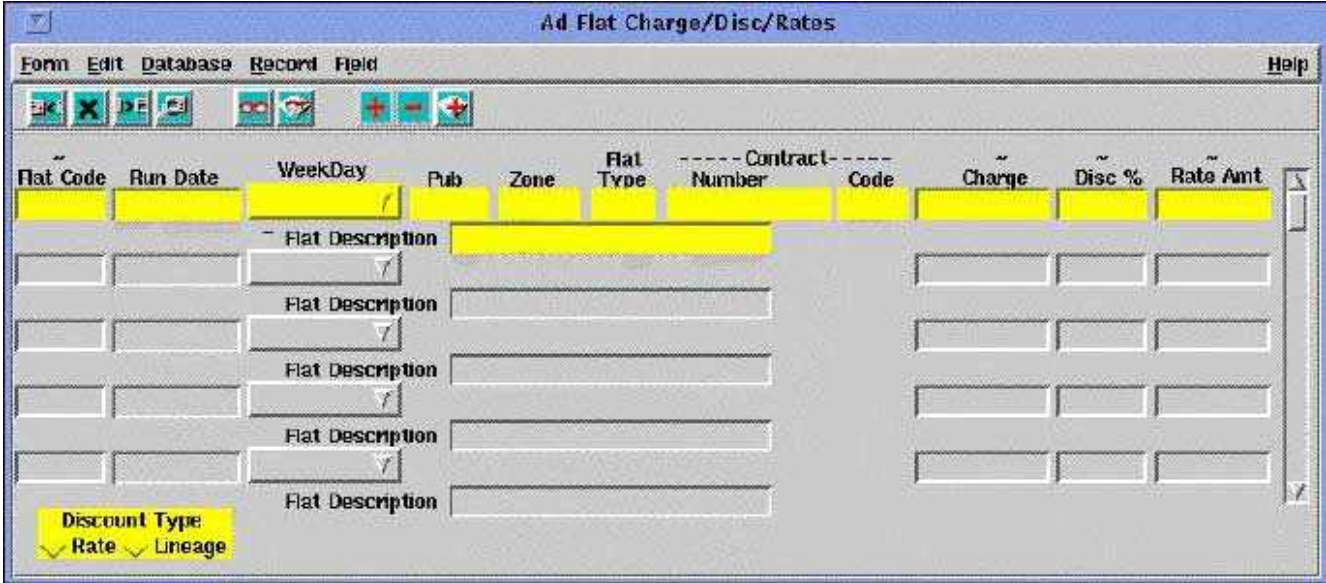 Ad Flat Charge/Disc/Rates
Form Edit Database Record Field Help
Flat -----Contract-----
Flat Code Run Date WeekDay Pub Zone Type Number Code Charge Disc % Rate Amt
Flat Description
Flat Description
Flat Description
Flat Description
Flat Description
Discount Type
Rate Lineage